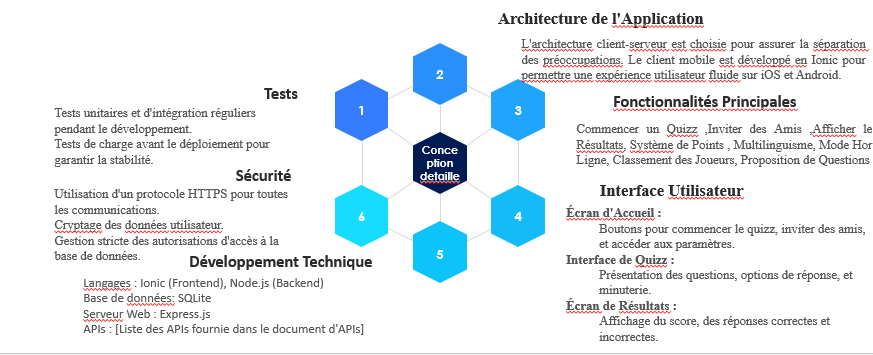 Architecture de l'Application
L'architecture client-serveur est choisie pour assurer la séparation
des préoccupations. Le client mobile est développé en Ionic pour
permettre une expérience utilisateur fluide sur iOS et Android.
Tests
Tests unitaires et d'intégration réguliers
pendant le développement.
Tests de charge avant le déploiement pour
garantir la stabilité.
Sécurité
Utilisation d'un protocole HTTPS pour toutes
les communications.
Cryptage des données utilisateur.
Gestion stricte des autorisations d'accès à la
base de données.
Développement Technique
Langages : Ionic (Frontend), Node.js (Backend)
Base de données: SQLite
Serveur Web : Express.js
APIs : [Liste des APIs fournie dans le document d'APIs]
1
2
3
4
5
6
Conce
ption
detaille
Fonctionnalités Principales
Commencer un Quizz ,Inviter des Amis ,Afficher le
Résultats, Système de Points , Multilinguisme, Mode Hor
Ligne, Classement des Joueurs, Proposition de Questions
Interface Utilisateur
Écran d'Accueil :
Boutons pour commencer le quizz, inviter des amis,
et accéder aux paramètres.
Interface de Quizz :
Présentation des questions, options de réponse, et
minuterie.
Écran de Résultats :
Affichage du score, des réponses correctes et
incorrectes.